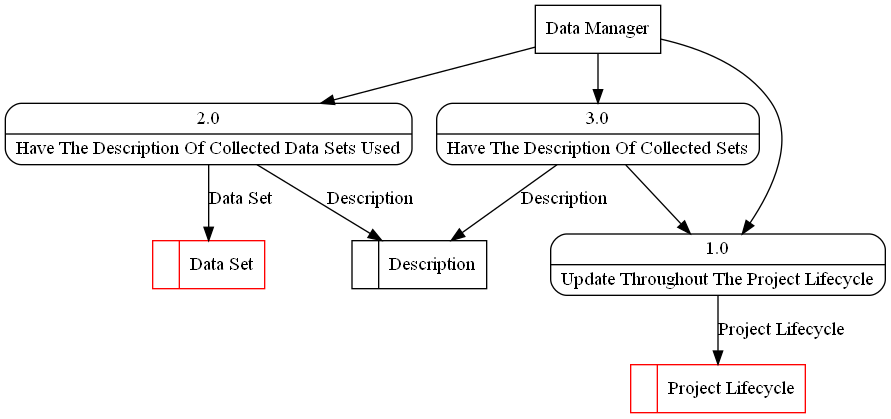 Data Manager
2.0
Have The Description Of Collected Data Sets Used
3.0
Have The Description Of Collected Sets
Data Set
Description
Description
Data Set
Description
1.0
Update Throughout The Project Lifecycle
Project Lifecycle
Project Lifecycle